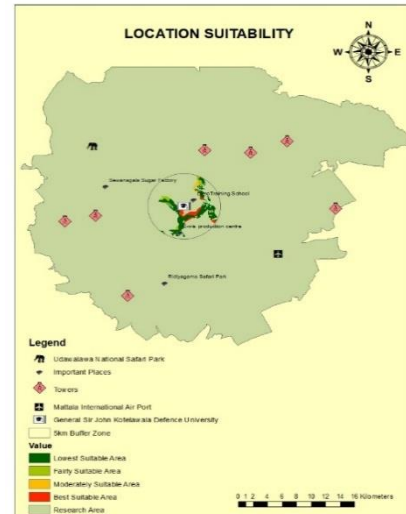 LOCATION SUITABILITY
N
W
E
S
Sevanagala Sugar Factory
Training School
production centre
Ridiyagama Safari Park
Legend
Udawalawa National Safari Park
Important Places
Towers
Mattala International Air Port
General Sir John Kotelawala Defence University
5km Buffer Zone
Value
Lowest Suitable Area
Fairly Suitable Area
Moderately Suitable Area
Best Suitable Area
Research Area
0 1 2 4 6 8 10 12 14 16 Kilometers